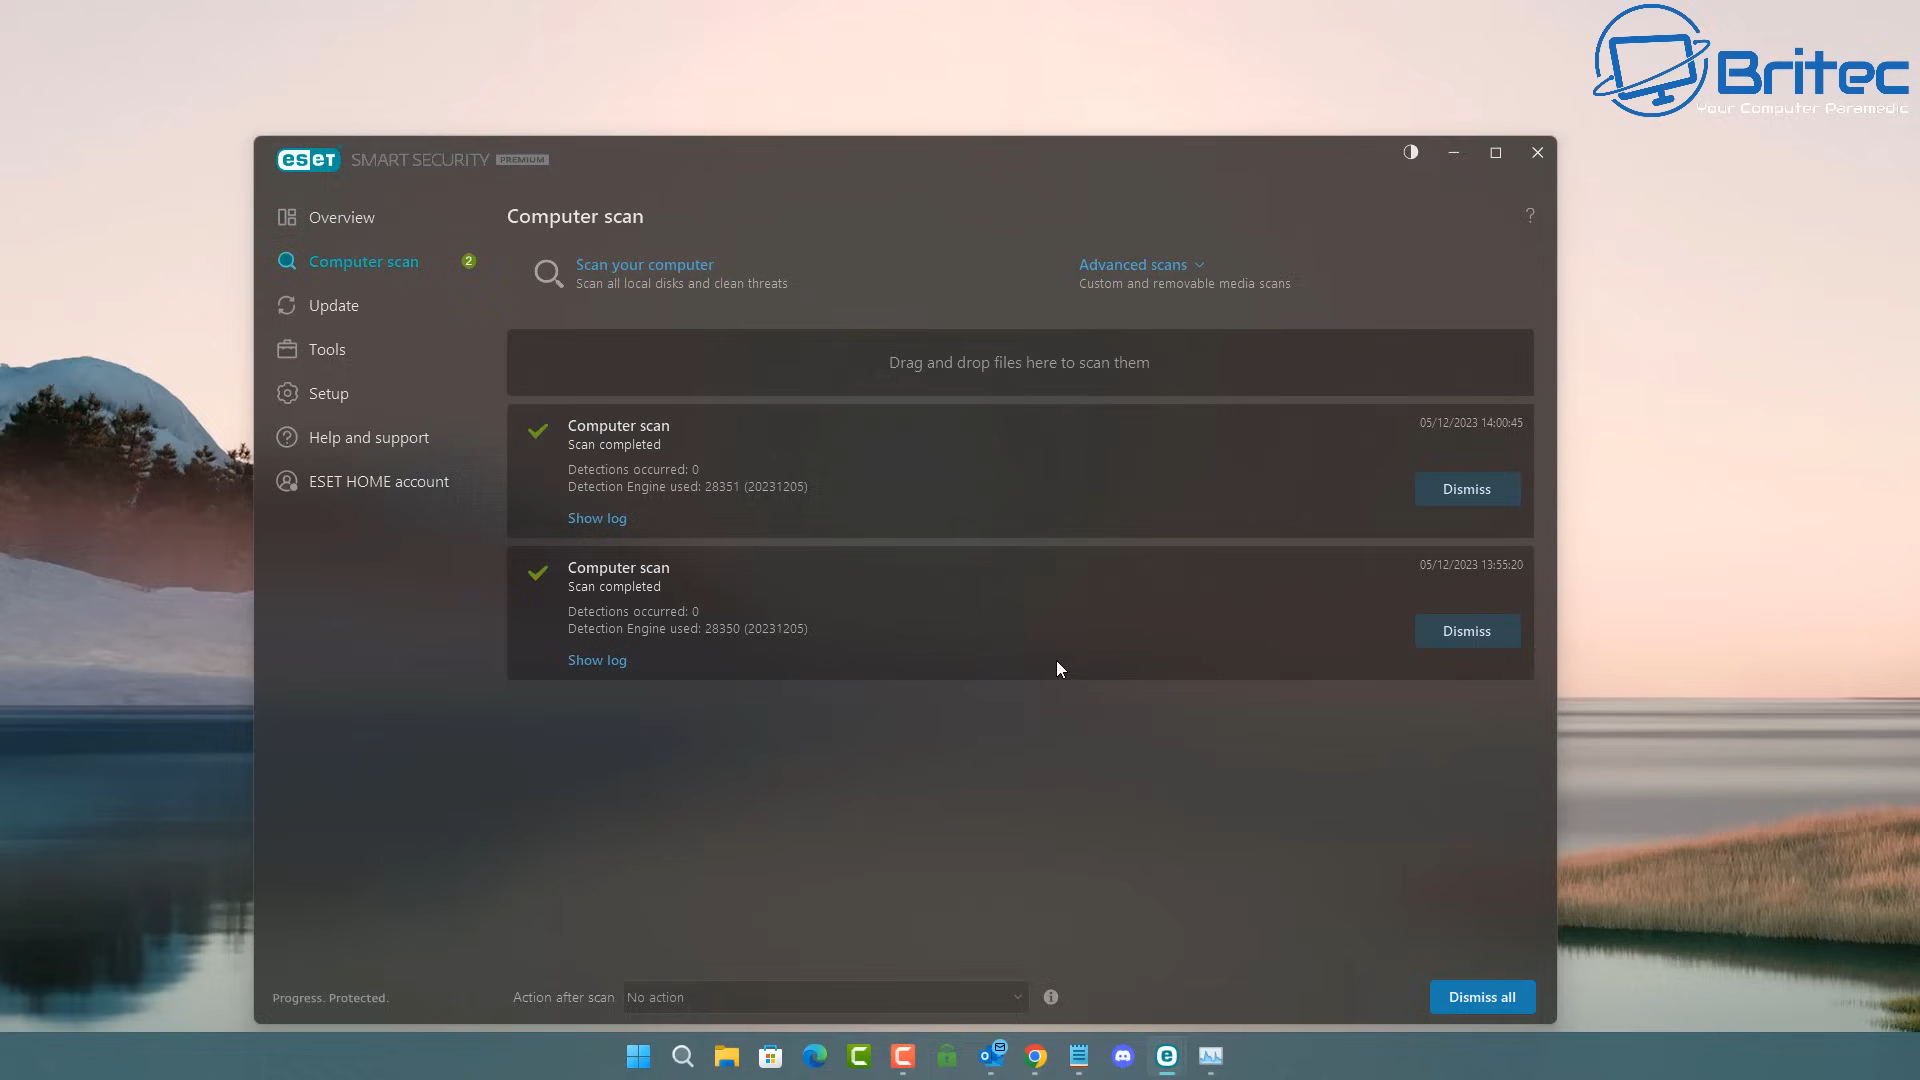 Britec
Your Computer Paramedic
eset SMART SECURITY PREMIUM
Overview
Computer scan 2
Update
Tools
Setup
Help and support
ESET HOME account
Computer scan
?
Scan your computer
Scan all local disks and clean threats
Advanced scans
Custom and removable media scans
Drag and drop files here to scan them
Computer scan
05/12/2023 14:00:45
Scan completed
Detections occurred: 0
Detection Engine used: 28351 (20231205)
Dismiss
Show log
Computer scan
05/12/2023 13:55:20
Scan completed
Detections occurred: 0
Detection Engine used: 28350 (20231205)
Dismiss
Show log
Progress. Protected.
Action after scan No action
Dismiss all